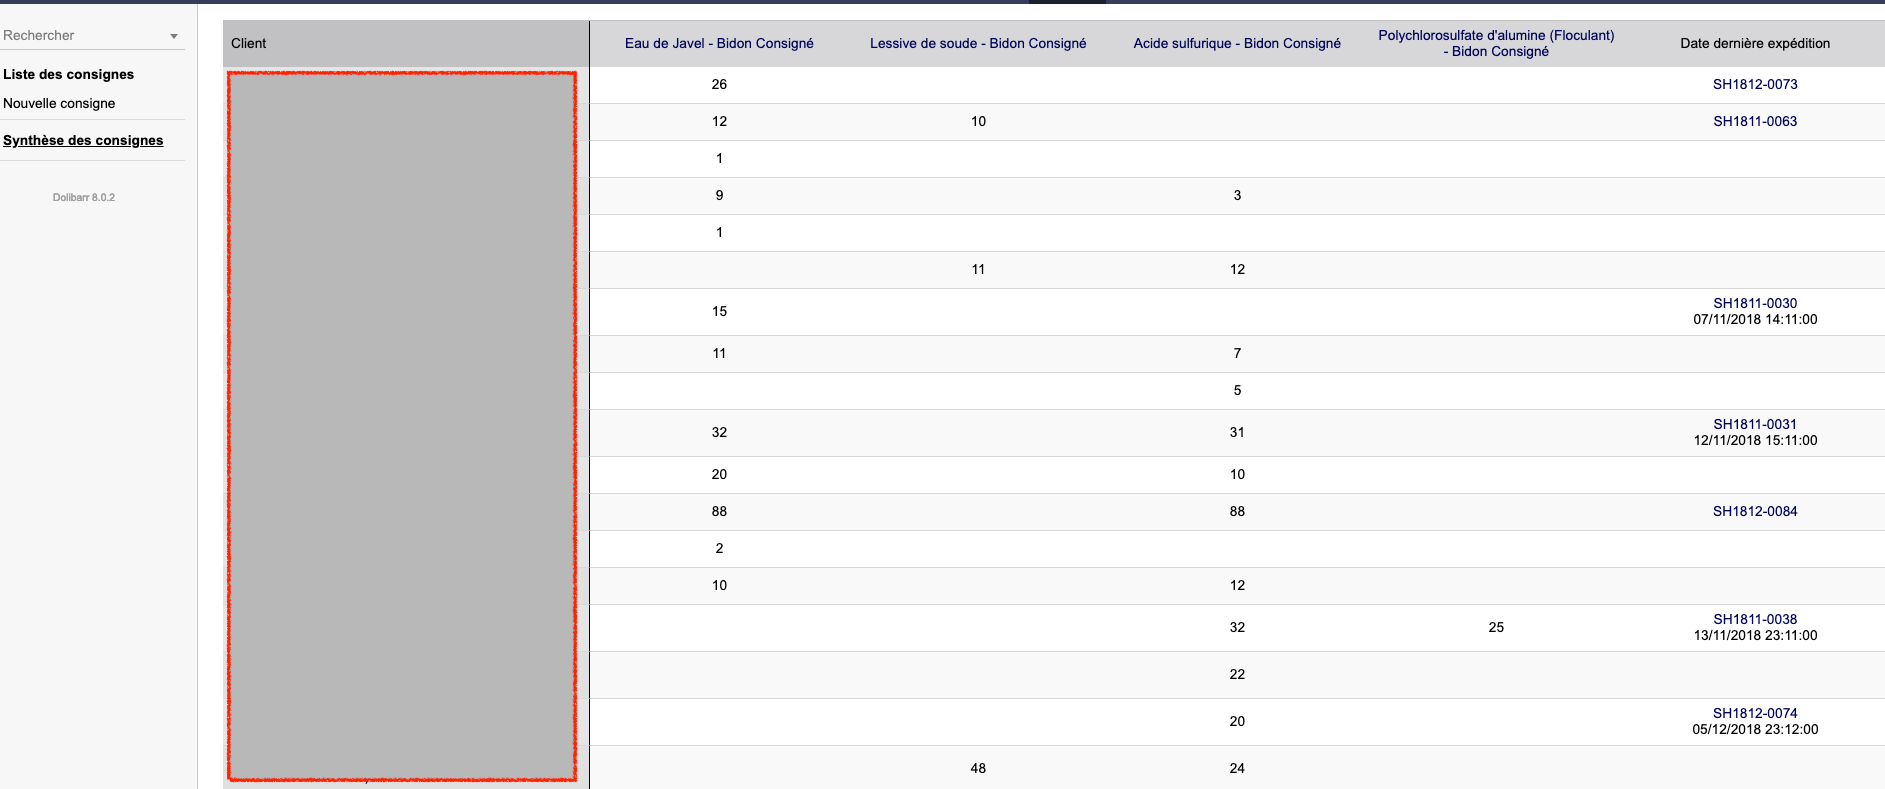 Rechercher
Liste des consignes
Nouvelle consigne
Synthèse des consignes
Dolibarr 8.0.2
Client Eau de Javel - Bidon Consigné Lessive de soude - Bidon Consigné Acide sulfurique - Bidon Consigné Polychlorosulfate d'alumine (Floculant) Date dernière expédition
- Bidon Consigné
26 SH1812-0073
12 10 SH1811-0063
1
9 3
1
11 12
15 SH1811-0030
07/11/2018 14:11:00
11 7
5
32 31 SH1811-0031
12/11/2018 15:11:00
20 10
88 88 SH1812-0084
2
10 12
32 25 SH1811-0038
13/11/2018 23:11:00
22
20 SH1812-0074
05/12/2018 23:12:00
48 24